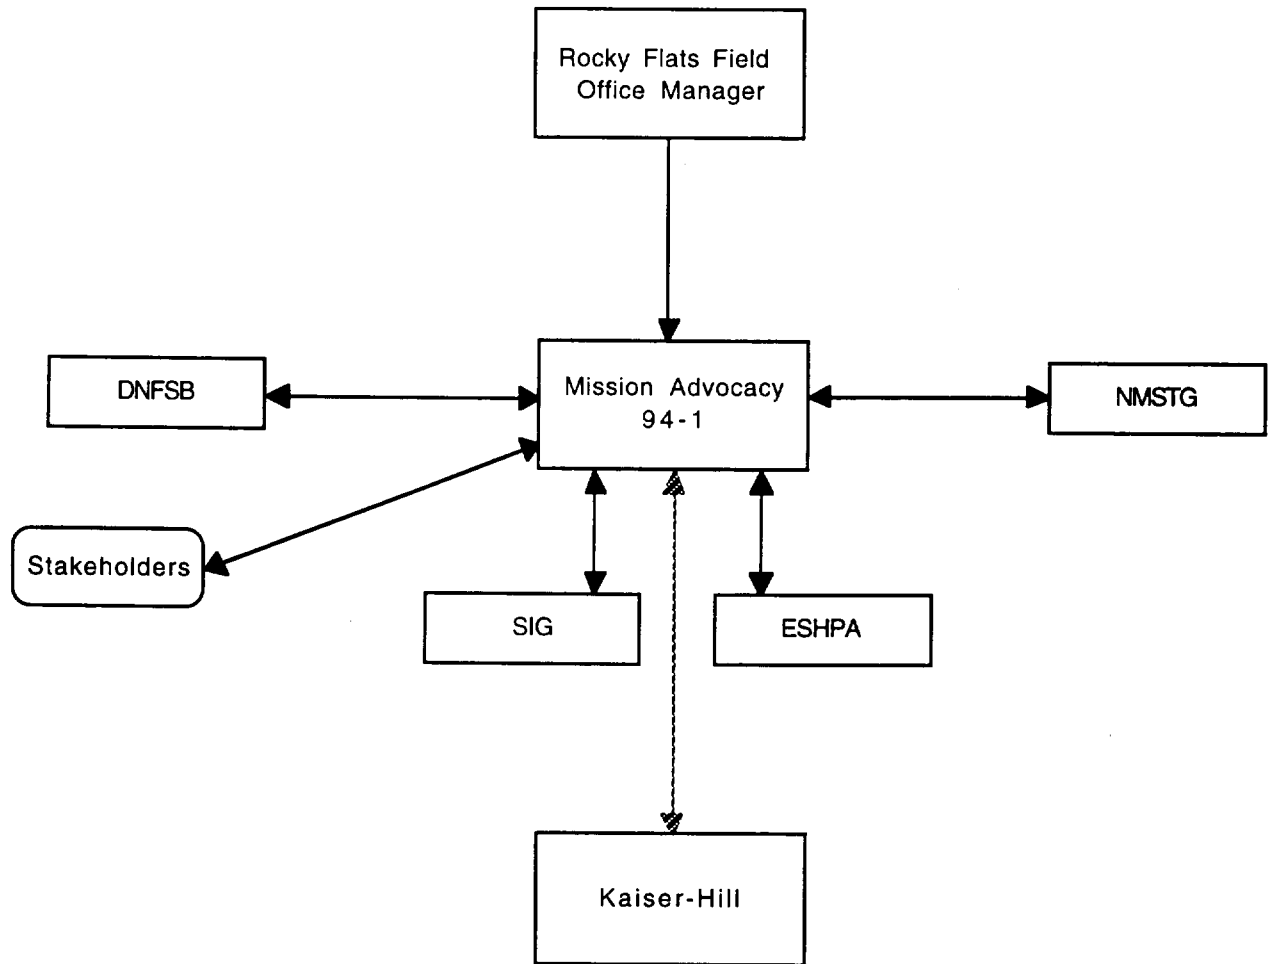 Rocky Flats Field
Office Manager
DNFSB
Mission Advocacy
94-1
NMSTG
Stakeholders
SIG
ESHPA
Kaiser-Hill